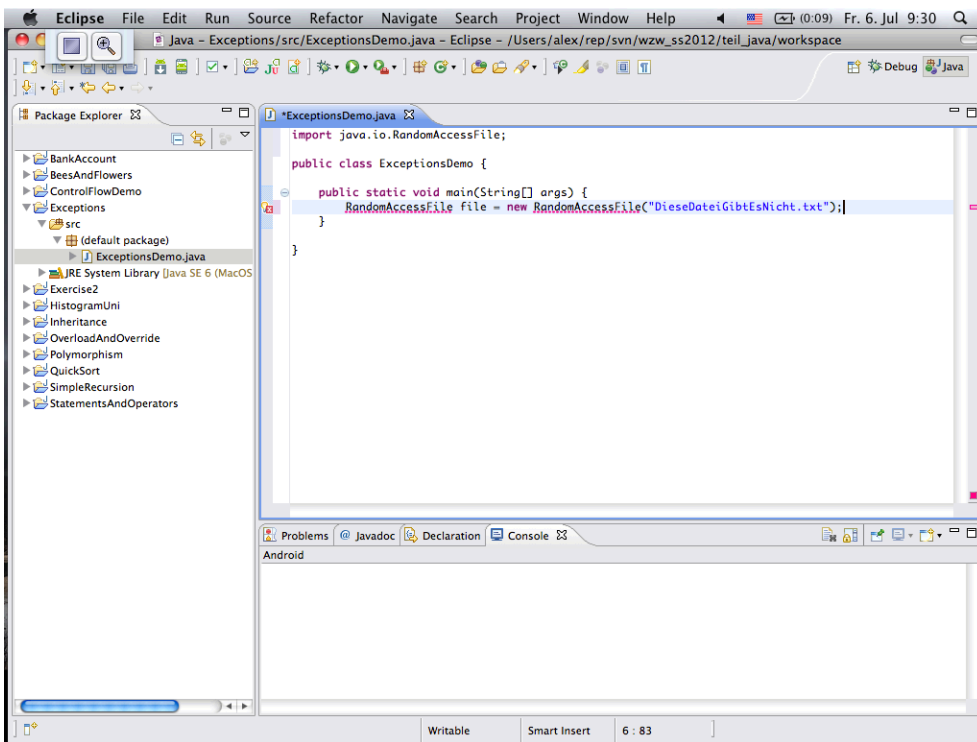 Eclipse File Edit Run Source Refactor Navigate Search Project Window Help (0:09) Fr. 6. Jul 9:30
Java – Exceptions/src/ExceptionsDemo.java – Eclipse – /Users/alex/rep/svn/wzw_ss2012/teil_java/workspace
Debug Java
Package Explorer
BankAccount
BeesAndFlowers
ControlFlowDemo
Exceptions
src
(default package)
ExceptionsDemo.java
JRE System Library [Java SE 6 (MacOS
Exercise2
HistogramUni
Inheritance
OverloadAndOverride
Polymorphism
QuickSort
SimpleRecursion
StatementsAndOperators
*ExceptionsDemo.java
import java.io.RandomAccessFile;
public class ExceptionsDemo {
public static void main(String[] args) {
RandomAccessFile file = new RandomAccessFile("DieseDateiGibtEsNicht.txt");
}
}
Problems @ Javadoc Declaration Console
Android
Writable Smart Insert 6 : 83